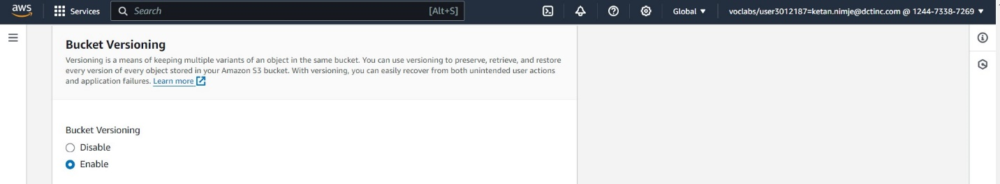 aws Services Search [Alt+S] Global voclabs/user3012187=ketan.nimje@dctinc.com @ 1244-7338-7269
Bucket Versioning
Versioning is a means of keeping multiple variants of an object in the same bucket. You can use versioning to preserve, retrieve, and restore
every version of every object stored in your Amazon S3 bucket. With versioning, you can easily recover from both unintended user actions
and application failures. Learn more
Bucket Versioning
Disable
Enable